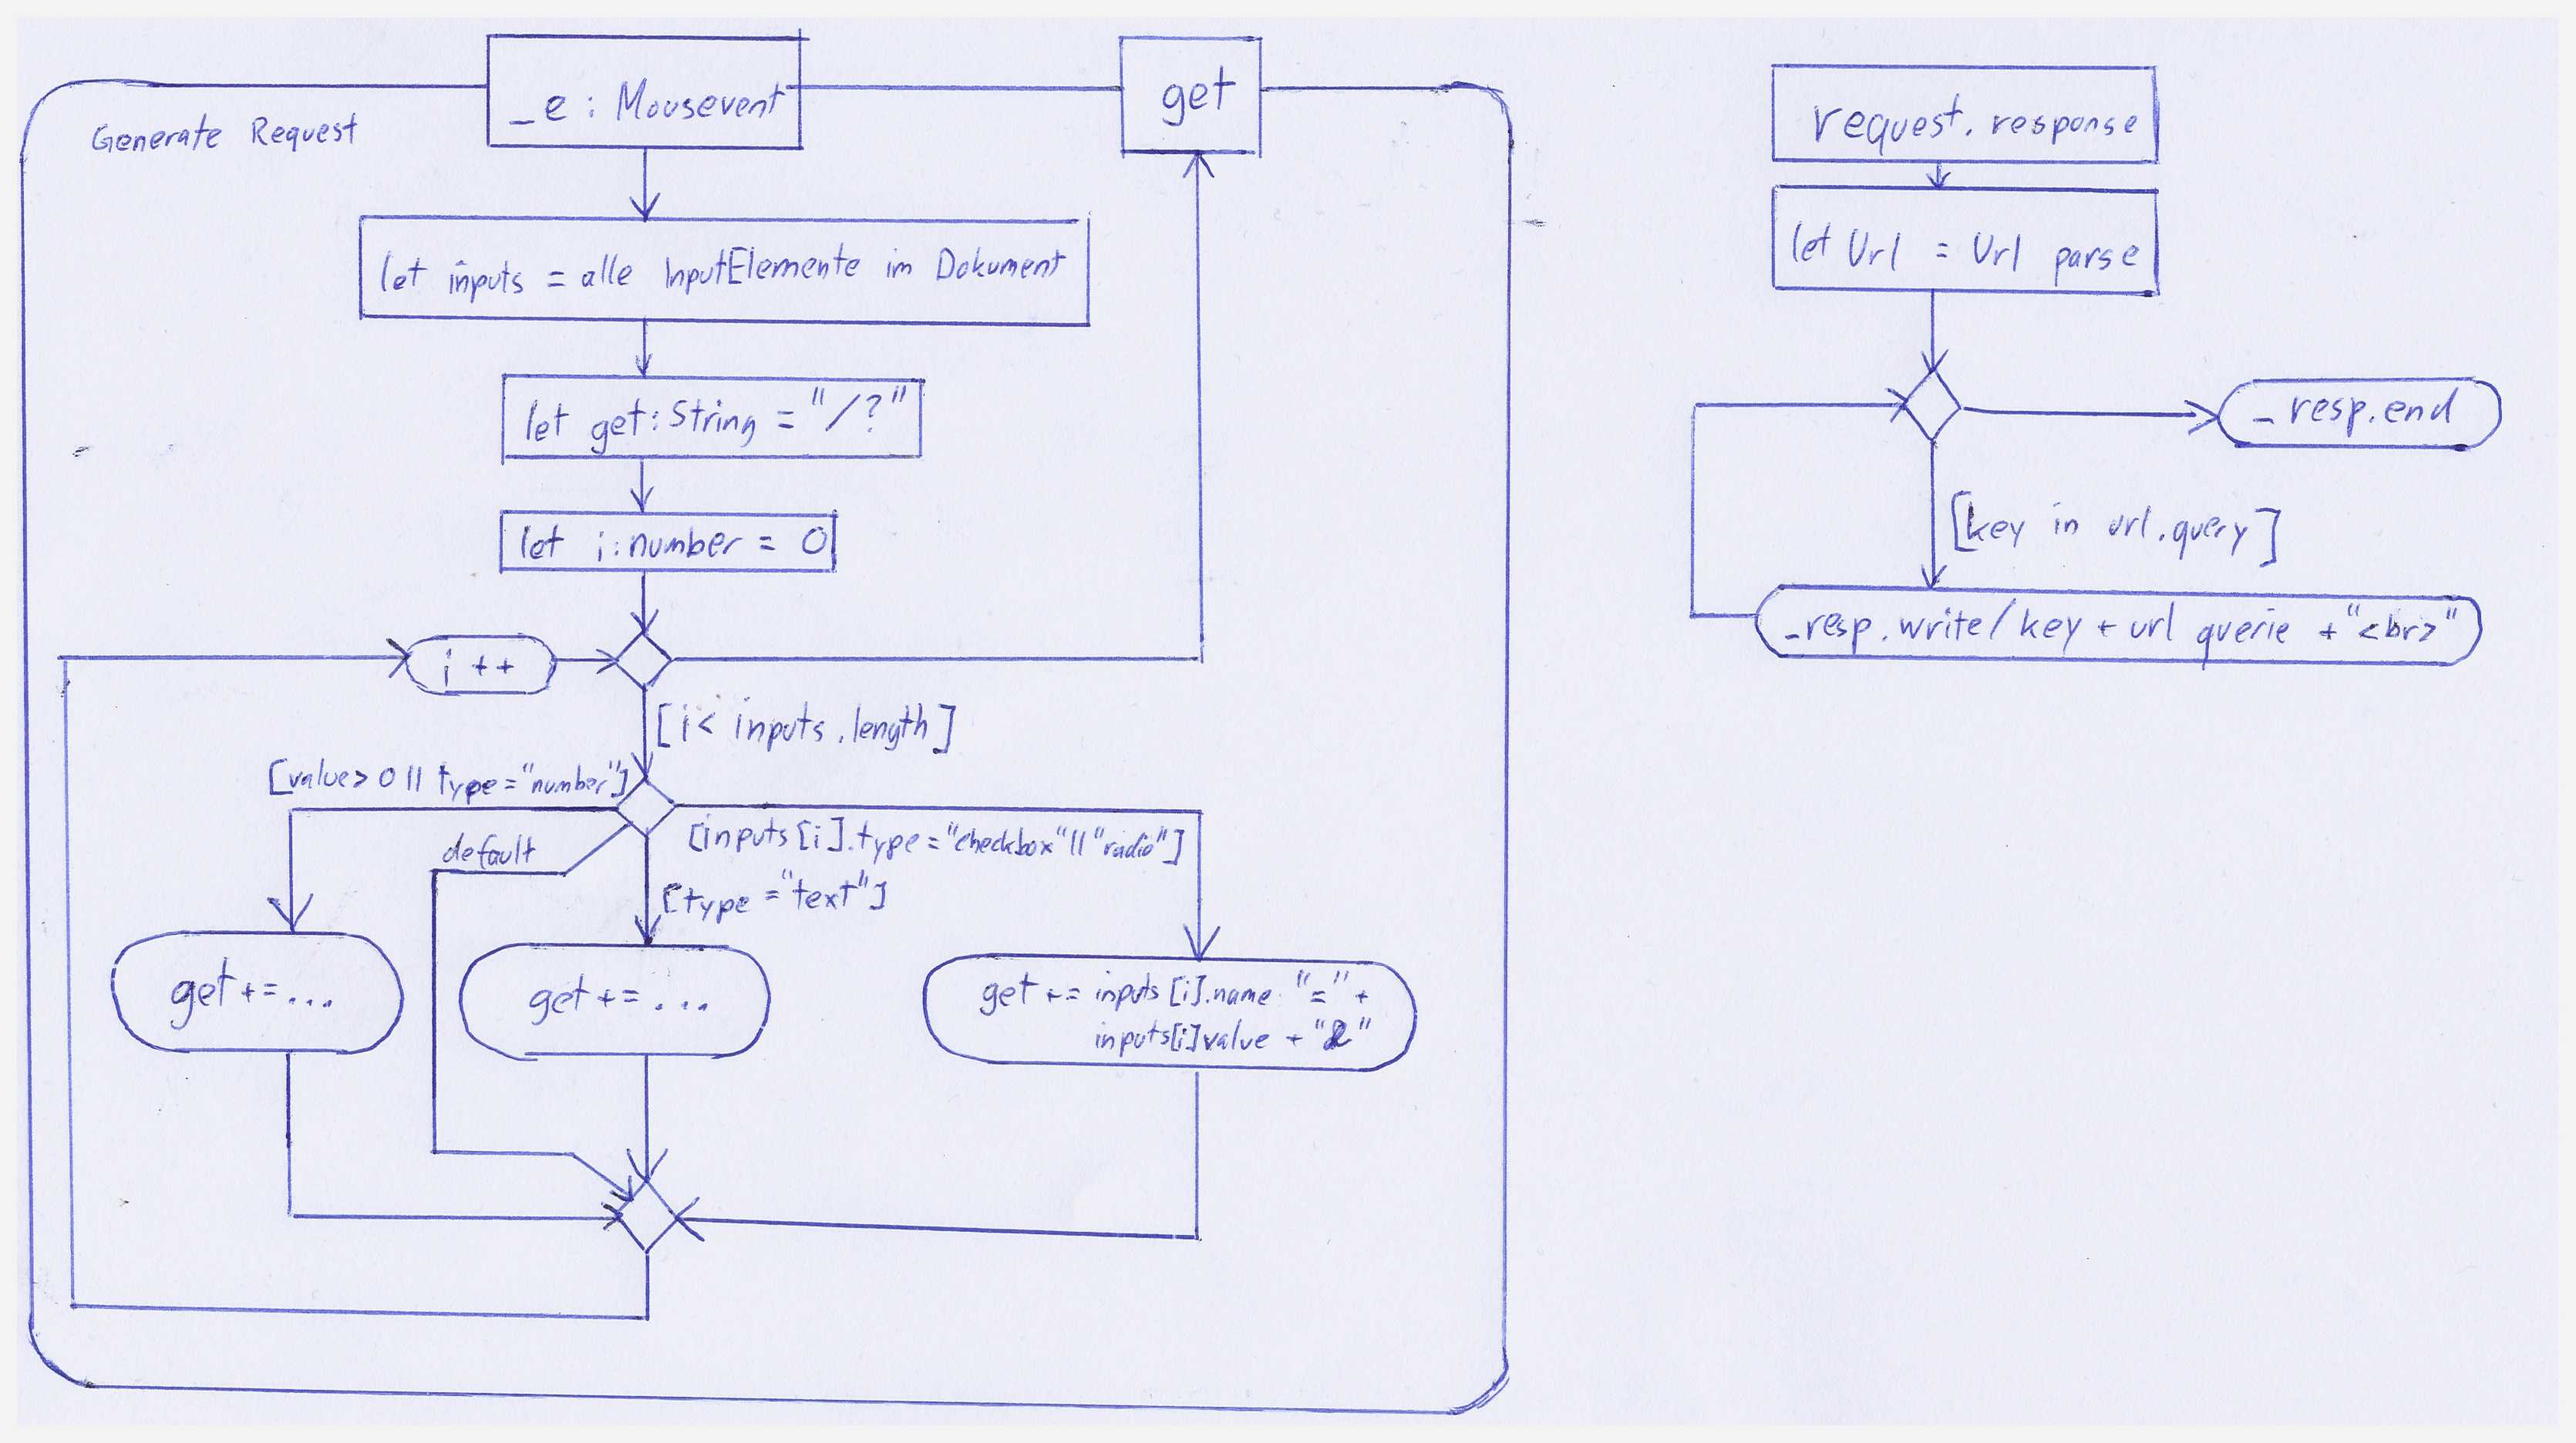 _e : Mousevent
get
Generate Request
let inputs = alle InputElemente im Dokument
let get:String = "/?"
let i:number = 0
i ++
[i< inputs.length]
[value> 0 || type="number"]
default
[inputs[i].type="checkbox"||"radio"]
[type="text"]
get+=...
get+=...
get += inputs[i].name "=" +
inputs[i]value + "&"
request.response
let Url = Url parse
_resp.end
[key in url.query]
_resp.write/key + url querie +"<br>"